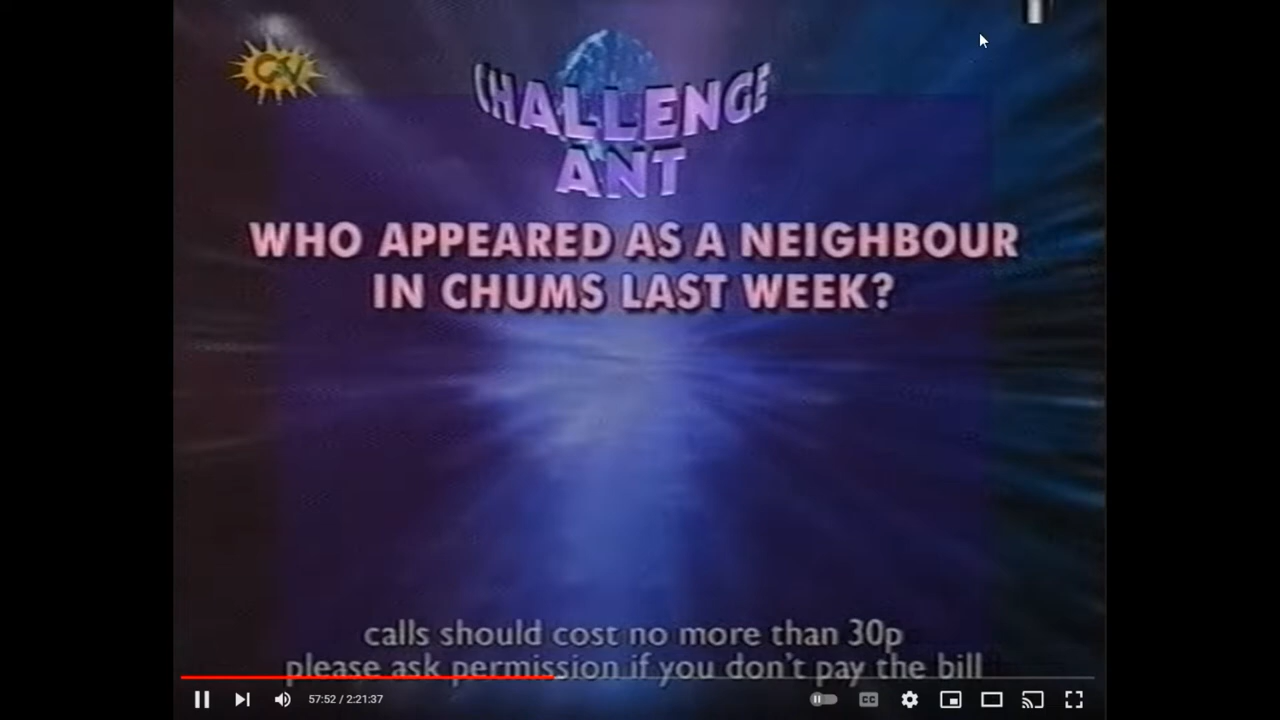 CHALLENGE
ANT
WHO APPEARED AS A NEIGHBOUR
IN CHUMS LAST WEEK?
calls should cost no more than 30p
please ask permission if you don't pay the bill
57:52 / 2:21:37
CC